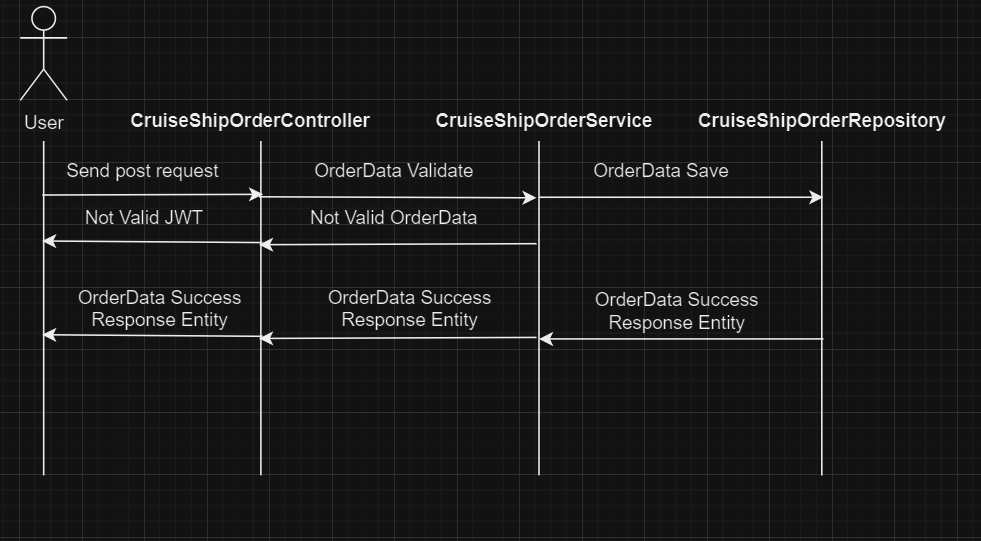 User
CruiseShipOrderController
CruiseShipOrderService
CruiseShipOrderRepository
Send post request
OrderData Validate
OrderData Save
Not Valid JWT
Not Valid OrderData
OrderData Success
Response Entity
OrderData Success
Response Entity
OrderData Success
Response Entity